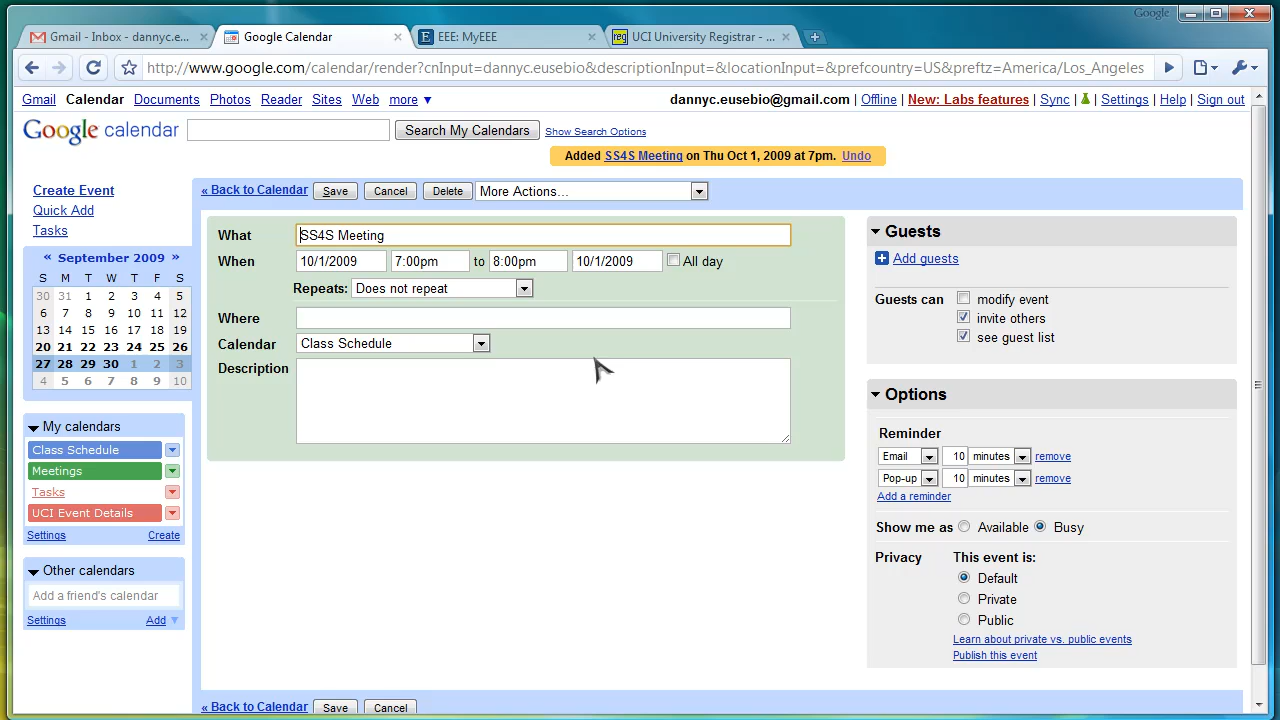 Google
Gmail - Inbox - dannyc.e...
Google Calendar
EEE: MyEEE
UCI University Registrar - ...
http://www.google.com/calendar/render?cnInput=dannyc.eusebio&descriptionInput=&locationInput=&prefcountry=US&preftz=America/Los_Angeles
Gmail Calendar Documents Photos Reader Sites Web more ▼
dannyc.eusebio@gmail.com | Offline | New: Labs features | Sync | Settings | Help | Sign out
Google calendar
Search My Calendars
Show Search Options
Added SS4S Meeting on Thu Oct 1, 2009 at 7pm. Undo
Create Event
Quick Add
Tasks
« September 2009 »
S M T W T F S
30 31 1 2 3 4 5
6 7 8 9 10 11 12
13 14 15 16 17 18 19
20 21 22 23 24 25 26
27 28 29 30 1 2 3
4 5 6 7 8 9 10
My calendars
Class Schedule
Meetings
Tasks
UCI Event Details
Settings Create
Other calendars
Add a friend's calendar
Settings Add ▼
« Back to Calendar Save Cancel Delete More Actions...
What SS4S Meeting
When 10/1/2009 7:00pm to 8:00pm 10/1/2009 All day
Repeats: Does not repeat
Where
Calendar Class Schedule
Description
Guests
Add guests
Guests can modify event
invite others
see guest list
Options
Reminder
Email 10 minutes remove
Pop-up 10 minutes remove
Add a reminder
Show me as Available Busy
Privacy This event is:
Default
Private
Public
Learn about private vs. public events
Publish this event
« Back to Calendar Save Cancel